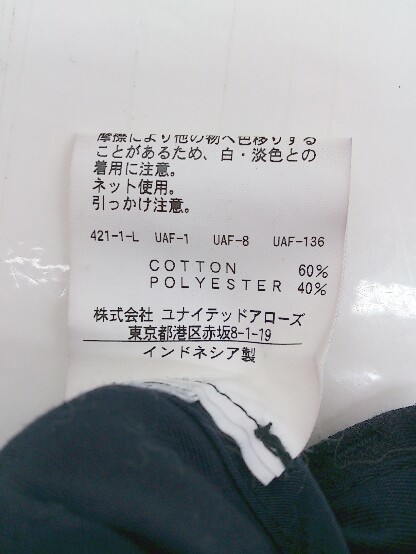 摩擦により他の物へ色移りする
ことがあるため、白・淡色との
着用に注意。
ネット使用。
引っかけ注意。
421-1-L UAF-1 UAF-8 UAF-136
COTTON 60%
POLYESTER 40%
株式会社 ユナイテッドアローズ
東京都港区赤坂8-1-19
インドネシア製